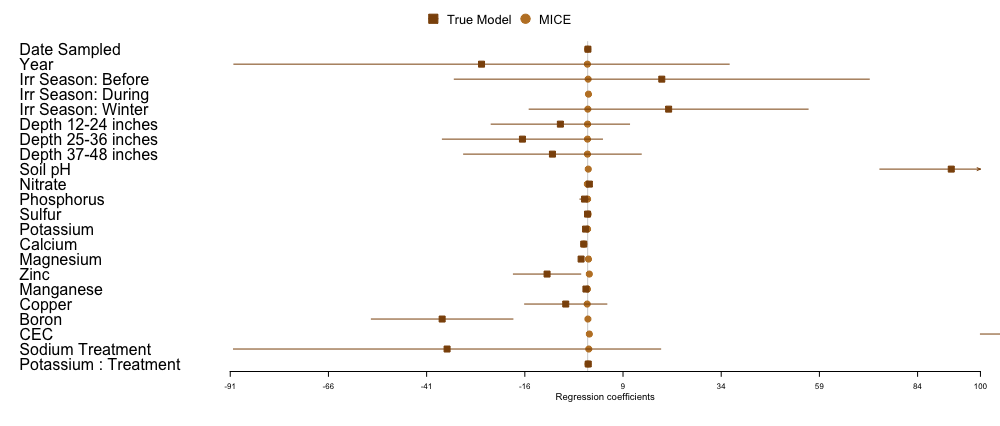 True Model MICE
Date Sampled
Year
Irr Season: Before
Irr Season: During
Irr Season: Winter
Depth 12-24 inches
Depth 25-36 inches
Depth 37-48 inches
Soil pH
Nitrate
Phosphorus
Sulfur
Potassium
Calcium
Magnesium
Zinc
Manganese
Copper
Boron
CEC
Sodium Treatment
Potassium : Treatment
-91 -66 -41 -16 9 34 59 84 100
Regression coefficients